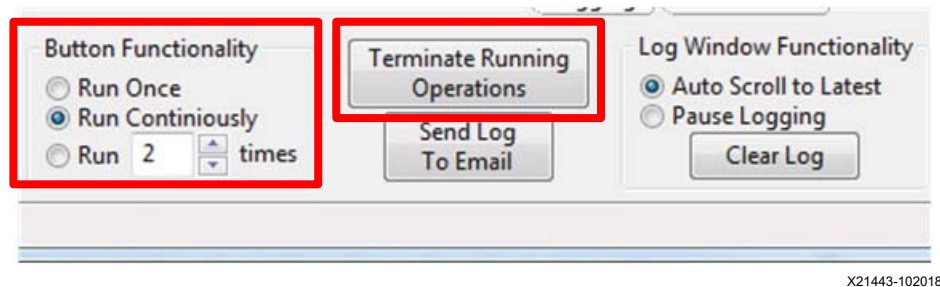 Button Functionality
Run Once
Run Continiously
Run 2 times
Terminate Running
Operations
Send Log
To Email
Log Window Functionality
Auto Scroll to Latest
Pause Logging
Clear Log
X21443-102018